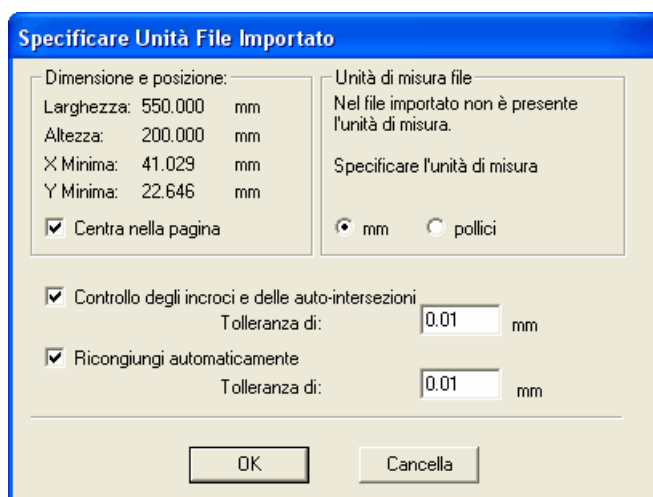 Specificare Unità File Importato
Dimensione e posizione:
Larghezza: 550.000 mm
Altezza: 200.000 mm
X Minima: 41.029 mm
Y Minima: 22.646 mm
Centra nella pagina
Unità di misura file
Nel file importato non è presente
l'unità di misura.
Specificare l'unità di misura
mm pollici
Controllo degli incroci e delle auto-intersezioni
Tolleranza di: 0.01 mm
Ricongiungi automaticamente
Tolleranza di: 0.01 mm
OK Cancella